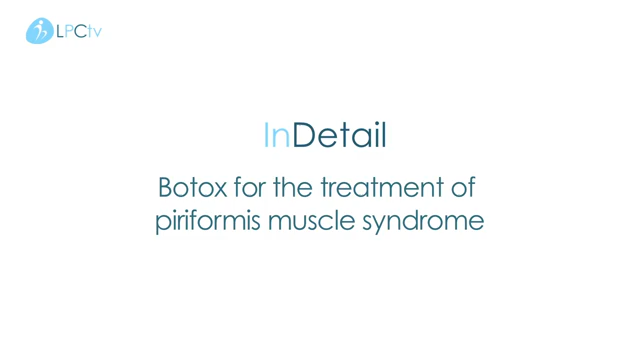 LPCtv
InDetail
Botox for the treatment of
piriformis muscle syndrome